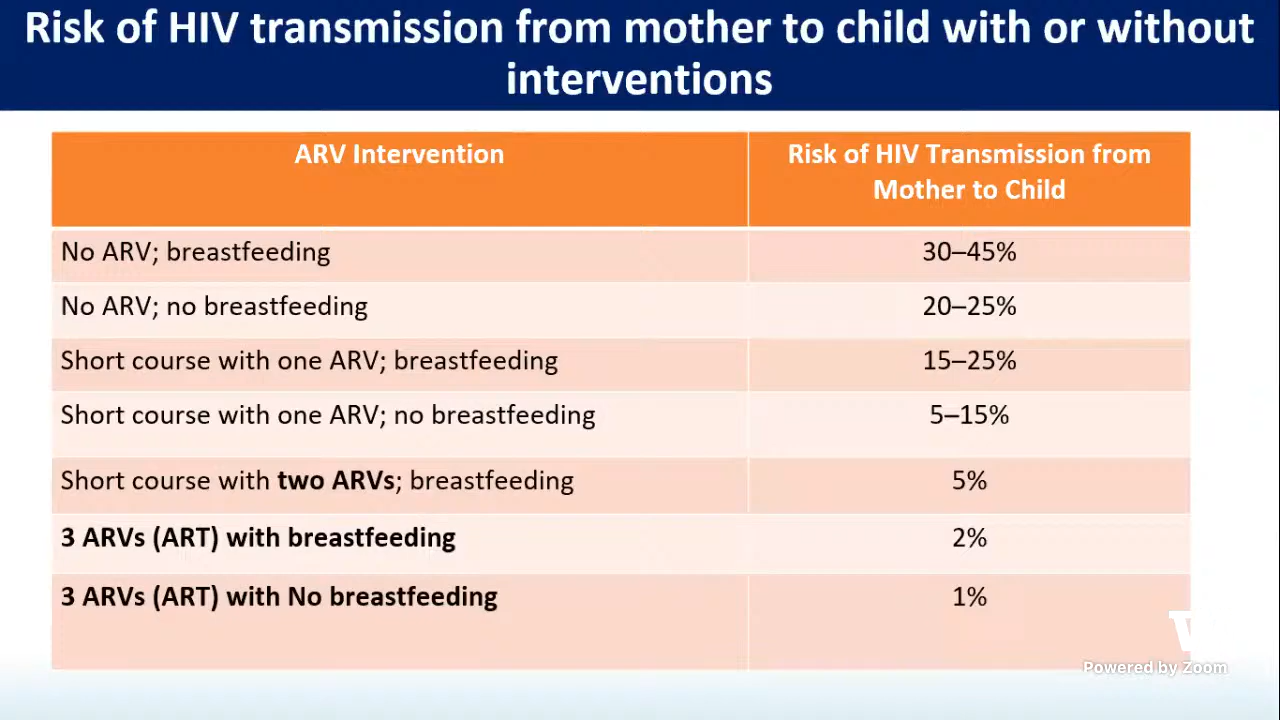 Risk of HIV transmission from mother to child with or without
interventions
ARV Intervention
Risk of HIV Transmission from
Mother to Child
No ARV; breastfeeding
30–45%
No ARV; no breastfeeding
20–25%
Short course with one ARV; breastfeeding
15–25%
Short course with one ARV; no breastfeeding
5–15%
Short course with two ARVs; breastfeeding
5%
3 ARVs (ART) with breastfeeding
2%
3 ARVs (ART) with No breastfeeding
1%
W
Powered by Zoom